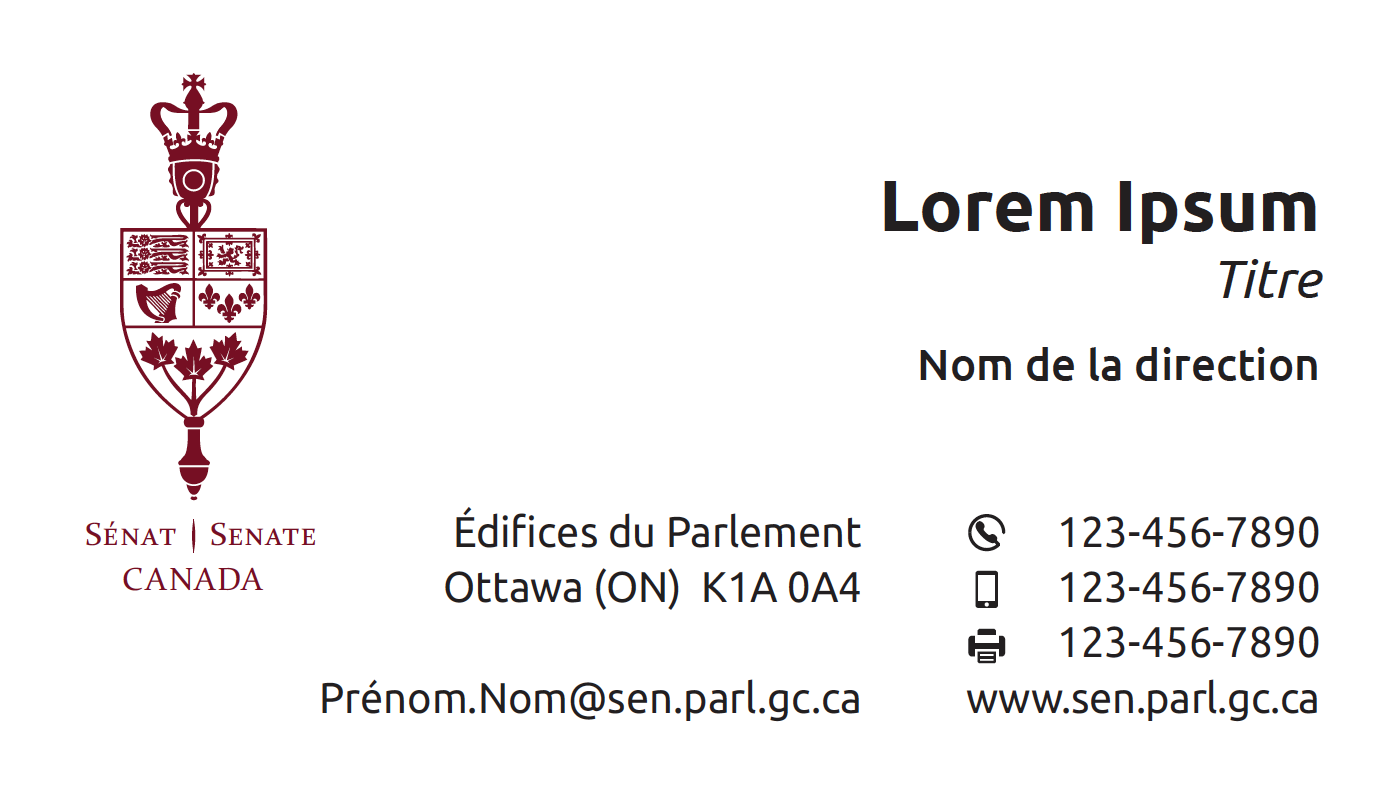 Lorem Ipsum
Titre
Nom de la direction
Sénat | Senate
CANADA
Édifices du Parlement
Ottawa (ON)  K1A 0A4
Prénom.Nom@sen.parl.gc.ca
123-456-7890
123-456-7890
123-456-7890
www.sen.parl.gc.ca